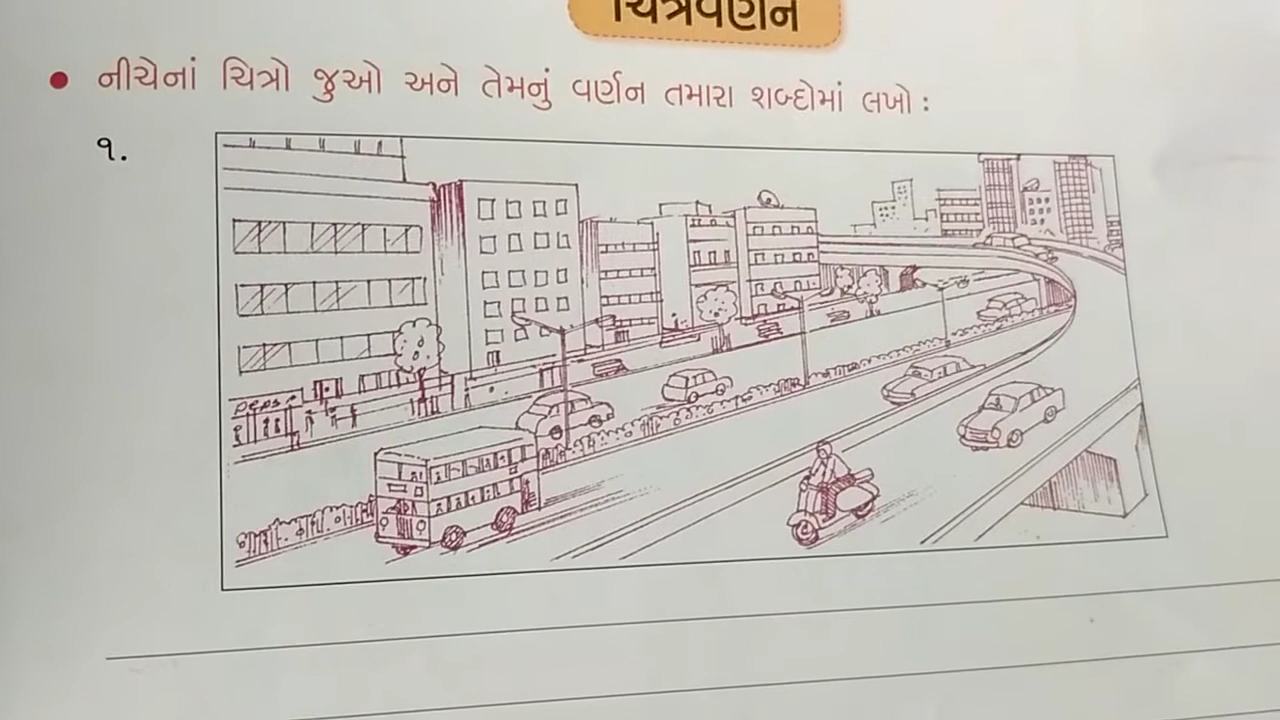 ચિત્રવર્ણન
નીચેનાં ચિત્રો જુઓ અને તેમનું વર્ણન તમારા શબ્દોમાં લખો :
૧.